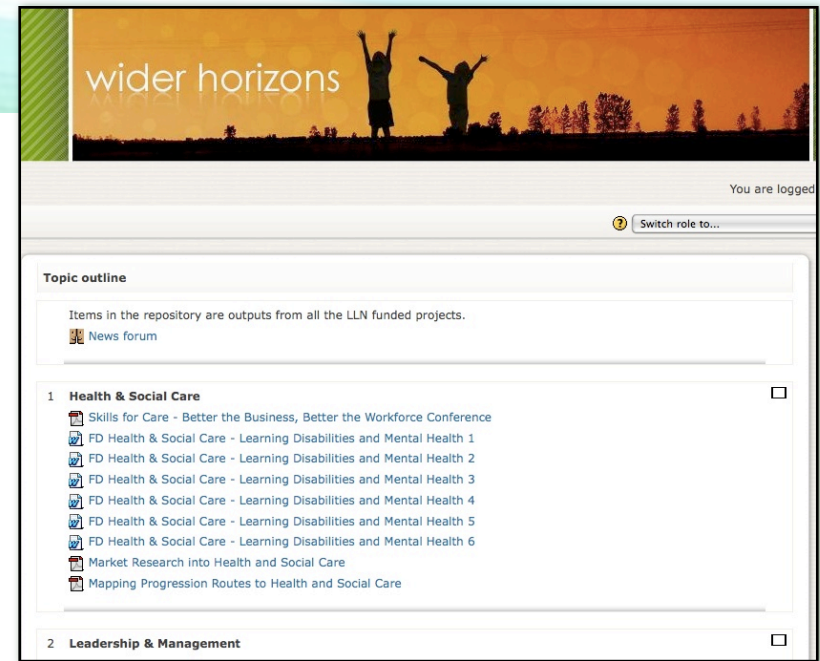 wider horizons
You are logged
? Switch role to...
Topic outline
Items in the repository are outputs from all the LLN funded projects.
News forum
1 Health & Social Care
Skills for Care - Better the Business, Better the Workforce Conference
FD Health & Social Care - Learning Disabilities and Mental Health 1
FD Health & Social Care - Learning Disabilities and Mental Health 2
FD Health & Social Care - Learning Disabilities and Mental Health 3
FD Health & Social Care - Learning Disabilities and Mental Health 4
FD Health & Social Care - Learning Disabilities and Mental Health 5
FD Health & Social Care - Learning Disabilities and Mental Health 6
Market Research into Health and Social Care
Mapping Progression Routes to Health and Social Care
2 Leadership & Management